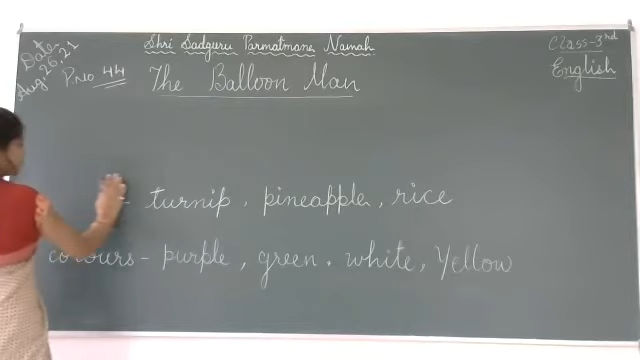 Shri Sadguru Parmatmane Namah
Class-3rd
Date
Aug.26,21
P.No 44
The Balloon Man
English
- turnip, pineapple, rice
colours - purple, green. white, Yellow